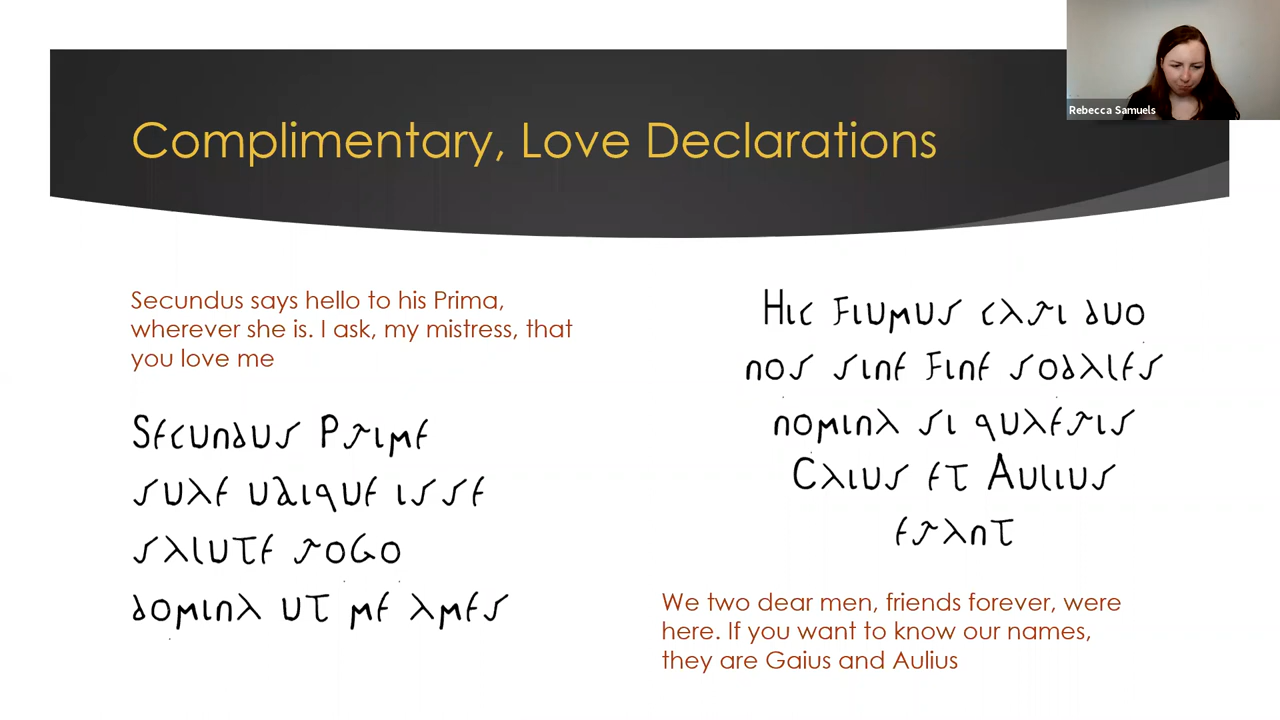 Rebecca Samuels
Complimentary, Love Declarations
Secundus says hello to his Prima,
wherever she is. I ask, my mistress, that
you love me
Secundus Prime
suae ubique isse
salute rogo
domina ut me ames
Hic Fiumus cari duo
nos sine Fine sodales
nomina si quaeris
Caius et Aulius
erant
We two dear men, friends forever, were
here. If you want to know our names,
they are Gaius and Aulius